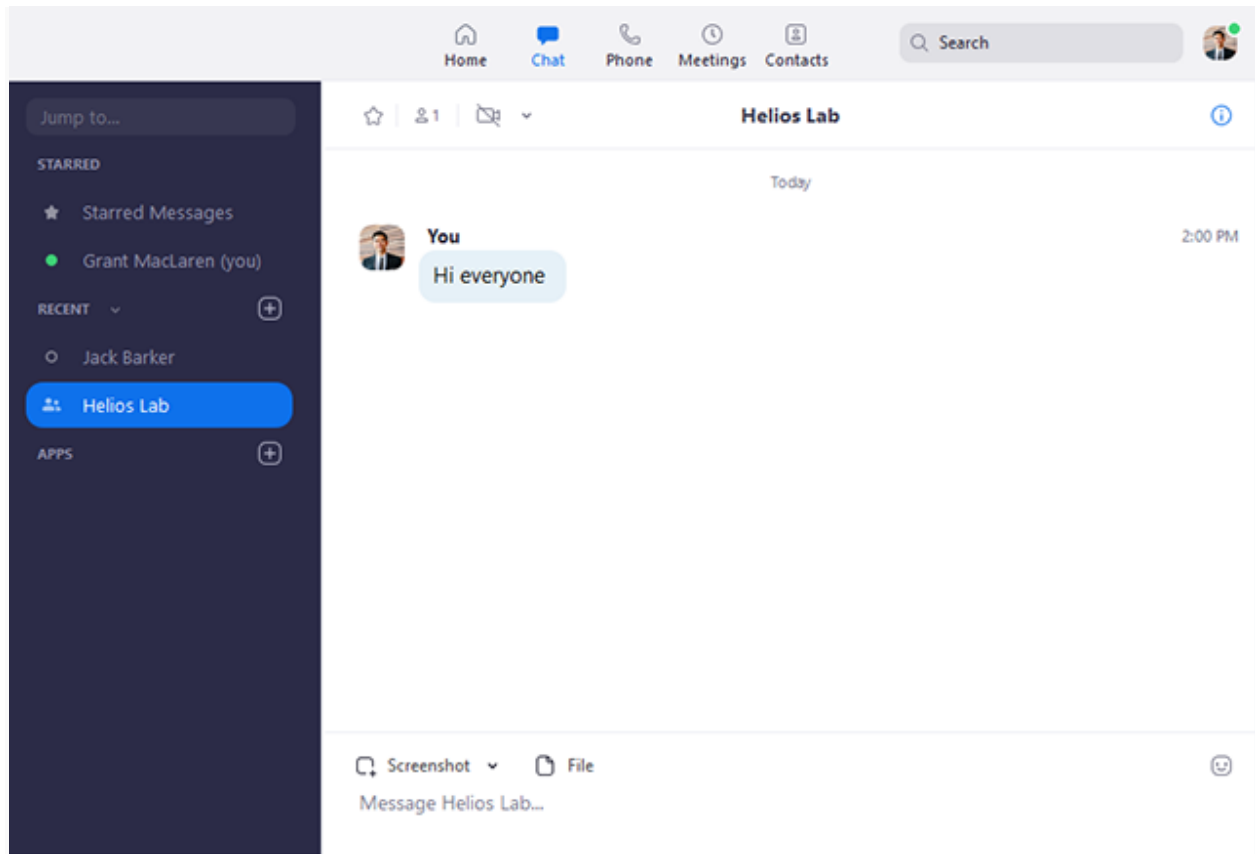 Home Chat Phone Meetings Contacts Search
Jump to...
STARRED
Starred Messages
Grant MacLaren (you)
RECENT
Jack Barker
Helios Lab
APPS
1 Helios Lab
Today
You 2:00 PM
Hi everyone
Screenshot File
Message Helios Lab...